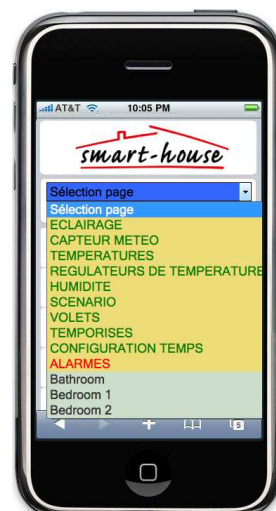 AT&T 10:05 PM
smart-house
Sélection page
Sélection page
ECLAIRAGE
CAPTEUR METEO
TEMPERATURES
REGULATEURS DE TEMPERATURE
HUMIDITE
SCENARIO
VOLETS
TEMPORISES
CONFIGURATION TEMPS
ALARMES
Bathroom
Bedroom 1
Bedroom 2
5